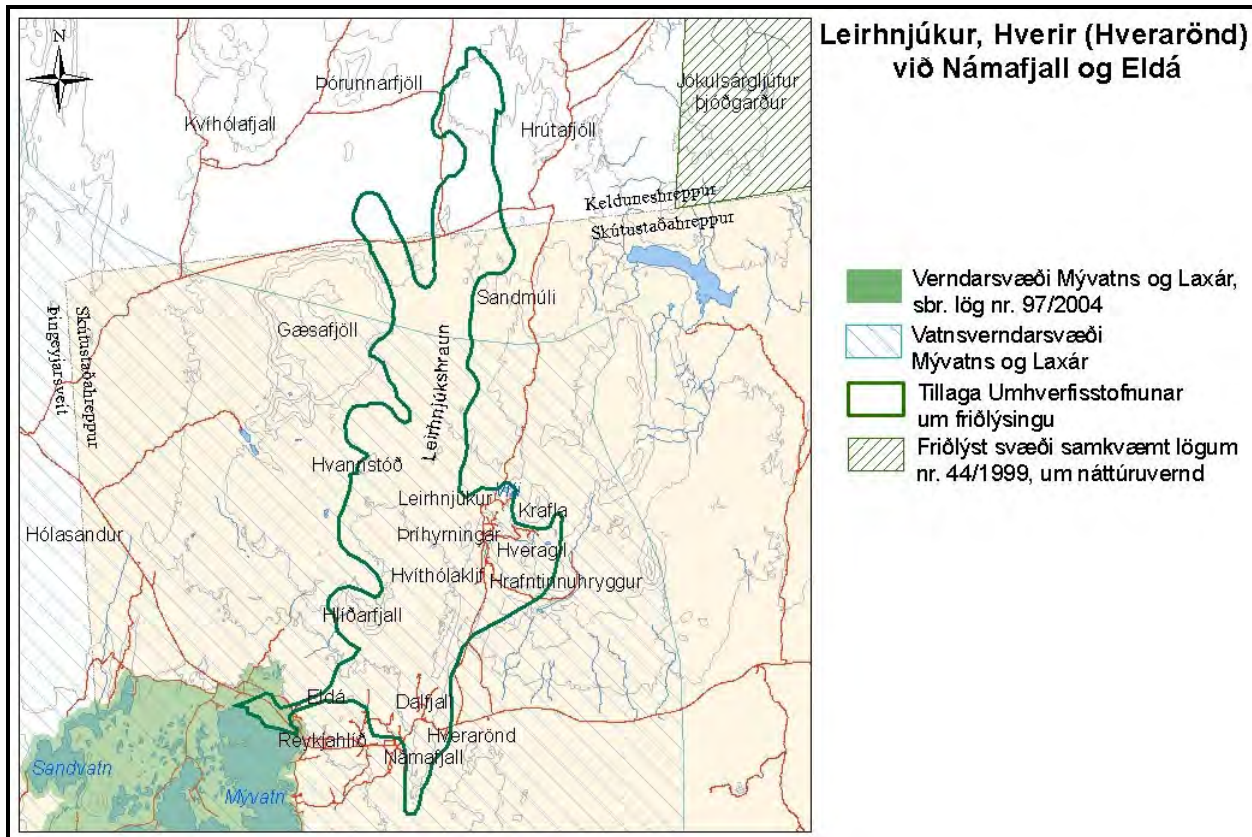 Leirhnjúkur, Hverir (Hverarönd)
við Námafjall og Eldá
N
Þórunnarfjöll
Jökulsárgljúfur
þjóðgarður
Kvíhólafjall
Hrútafjöll
Kelduneshreppur
Skútustaðahreppur
Sandmúli
Gæsafjöll
Skútustaðahreppur
Þingeyjarsveit
Leirhnjúkshraun
Hvannstóð
Leirhnjúkur
Krafla
Hólasandur
Þríhyrningar
Hveragil
Hvíthólaklif
Hrafntinnuhryggur
Hlíðarfjall
Eldá
Dalfjall
Reykjahlíð
Hverarönd
Námafjall
Sandvatn
Mývatn
Verndarsvæði Mývatns og Laxár,
sbr. lög nr. 97/2004
Vatnsverndarsvæði
Mývatns og Laxár
Tillaga Umhverfisstofnunar
um friðlýsingu
Friðlýst svæði samkvæmt lögum
nr. 44/1999, um náttúruvernd